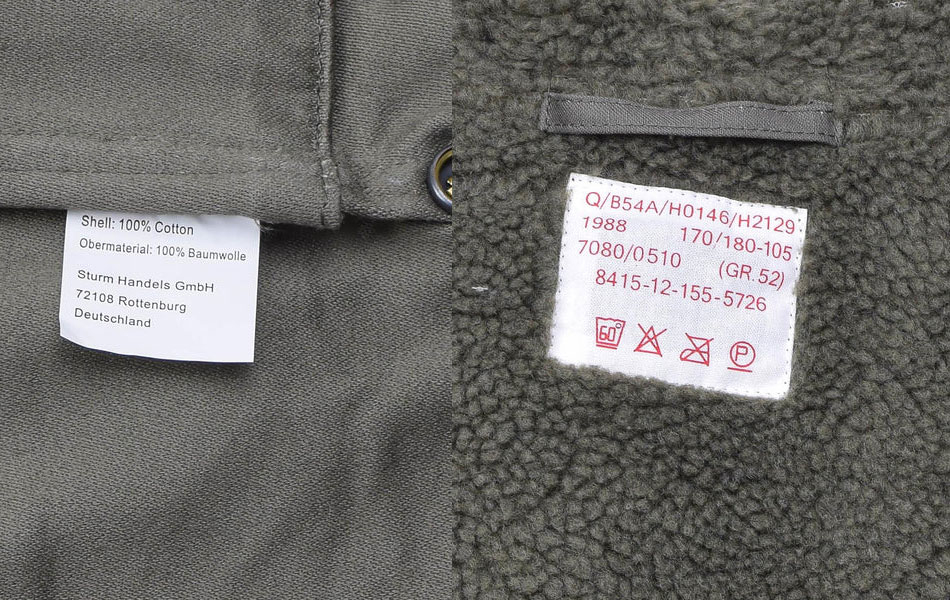 Shell: 100% Cotton
Obermaterial: 100% Baumwolle
Sturm Handels GmbH
72108 Rottenburg
Deutschland
Q/B54A/H0146/H2129
1988 170/180-105
7080/0510 (GR.52)
8415-12-155-5726
60° P